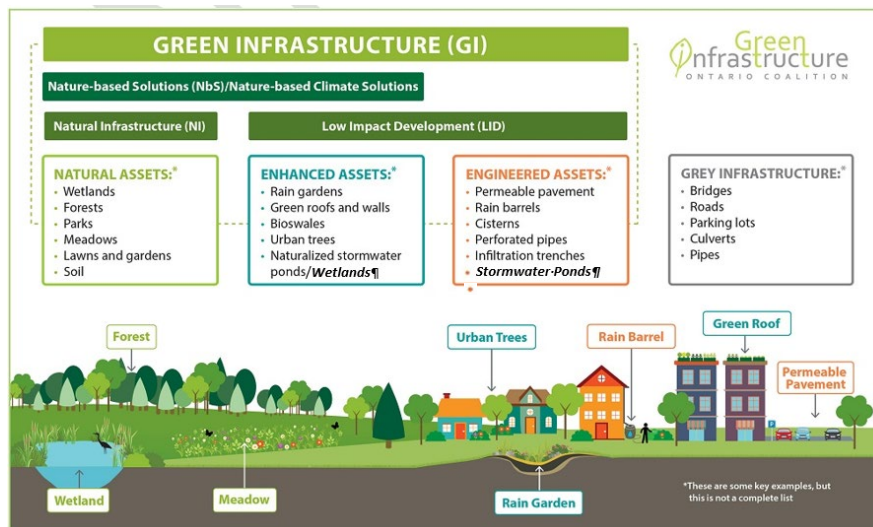 GREEN INFRASTRUCTURE (GI)
Green
infrastructure
ONTARIO COALITION
Nature-based Solutions (NbS)/Nature-based Climate Solutions
Natural Infrastructure (NI)
Low Impact Development (LID)
NATURAL ASSETS:*
• Wetlands
• Forests
• Parks
• Meadows
• Lawns and gardens
• Soil
ENHANCED ASSETS:*
• Rain gardens
• Green roofs and walls
• Bioswales
• Urban trees
• Naturalized stormwater
ponds/Wetlands¶
ENGINEERED ASSETS:*
• Permeable pavement
• Rain barrels
• Cisterns
• Perforated pipes
• Infiltration trenches
• Stormwater·Ponds¶
•
GREY INFRASTRUCTURE:*
• Bridges
• Roads
• Parking lots
• Culverts
• Pipes
Forest
Urban Trees
Rain Barrel
Green Roof
Permeable
Pavement
P
Wetland
Meadow
Rain Garden
*These are some key examples, but
this is not a complete list